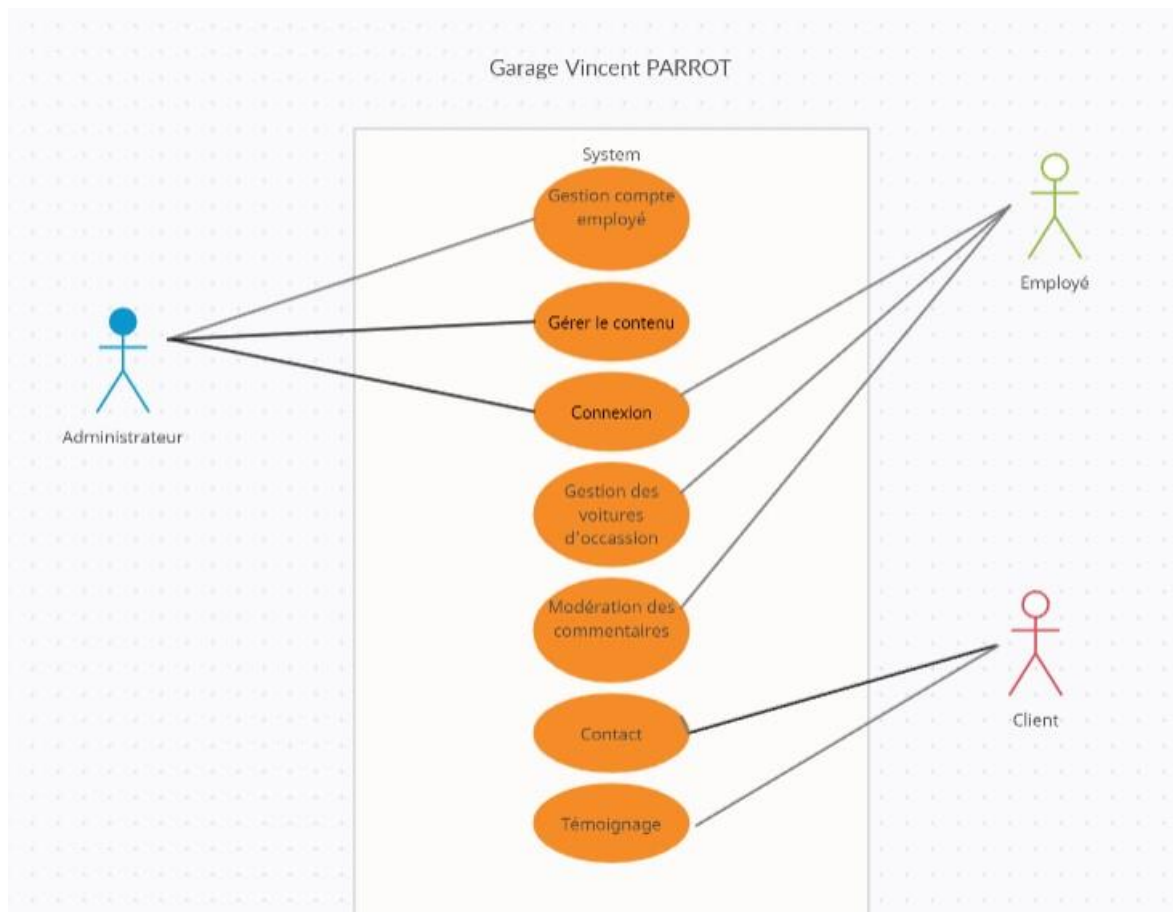 Garage Vincent PARROT
System
Gestion compte
employé
Employé
Gérer le contenu
Connexion
Administrateur
Gestion des
voitures
d'occassion
Modération des
commentaires
Contact
Client
Témoignage